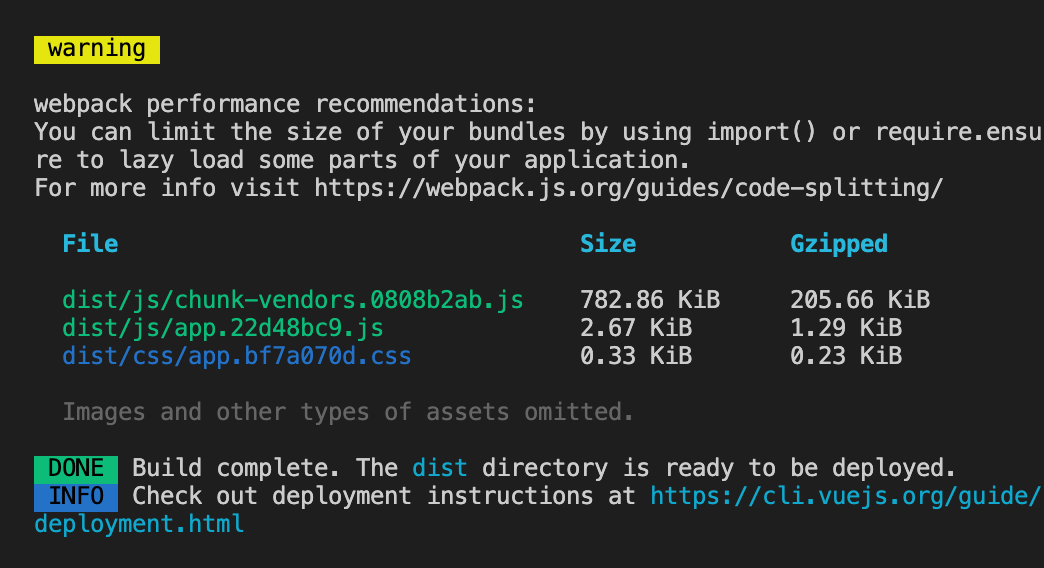 warning
webpack performance recommendations:
You can limit the size of your bundles by using import() or require.ensu
re to lazy load some parts of your application.
For more info visit https://webpack.js.org/guides/code-splitting/
File Size Gzipped
dist/js/chunk-vendors.0808b2ab.js 782.86 KiB 205.66 KiB
dist/js/app.22d48bc9.js 2.67 KiB 1.29 KiB
dist/css/app.bf7a070d.css 0.33 KiB 0.23 KiB
Images and other types of assets omitted.
DONE Build complete. The dist directory is ready to be deployed.
INFO Check out deployment instructions at https://cli.vuejs.org/guide/
deployment.html